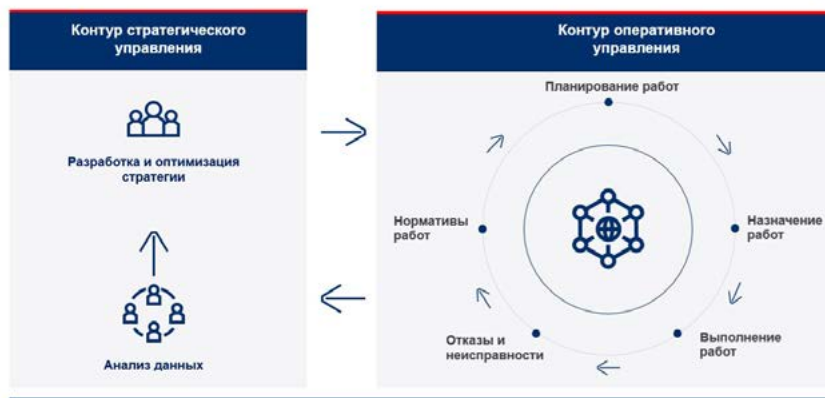 Контур стратегического
управления
Разработка и оптимизация
стратегии
Анализ данных
Контур оперативного
управления
Планирование работ
Назначение
работ
Выполнение
работ
Отказы и
неисправности
Нормативы
работ